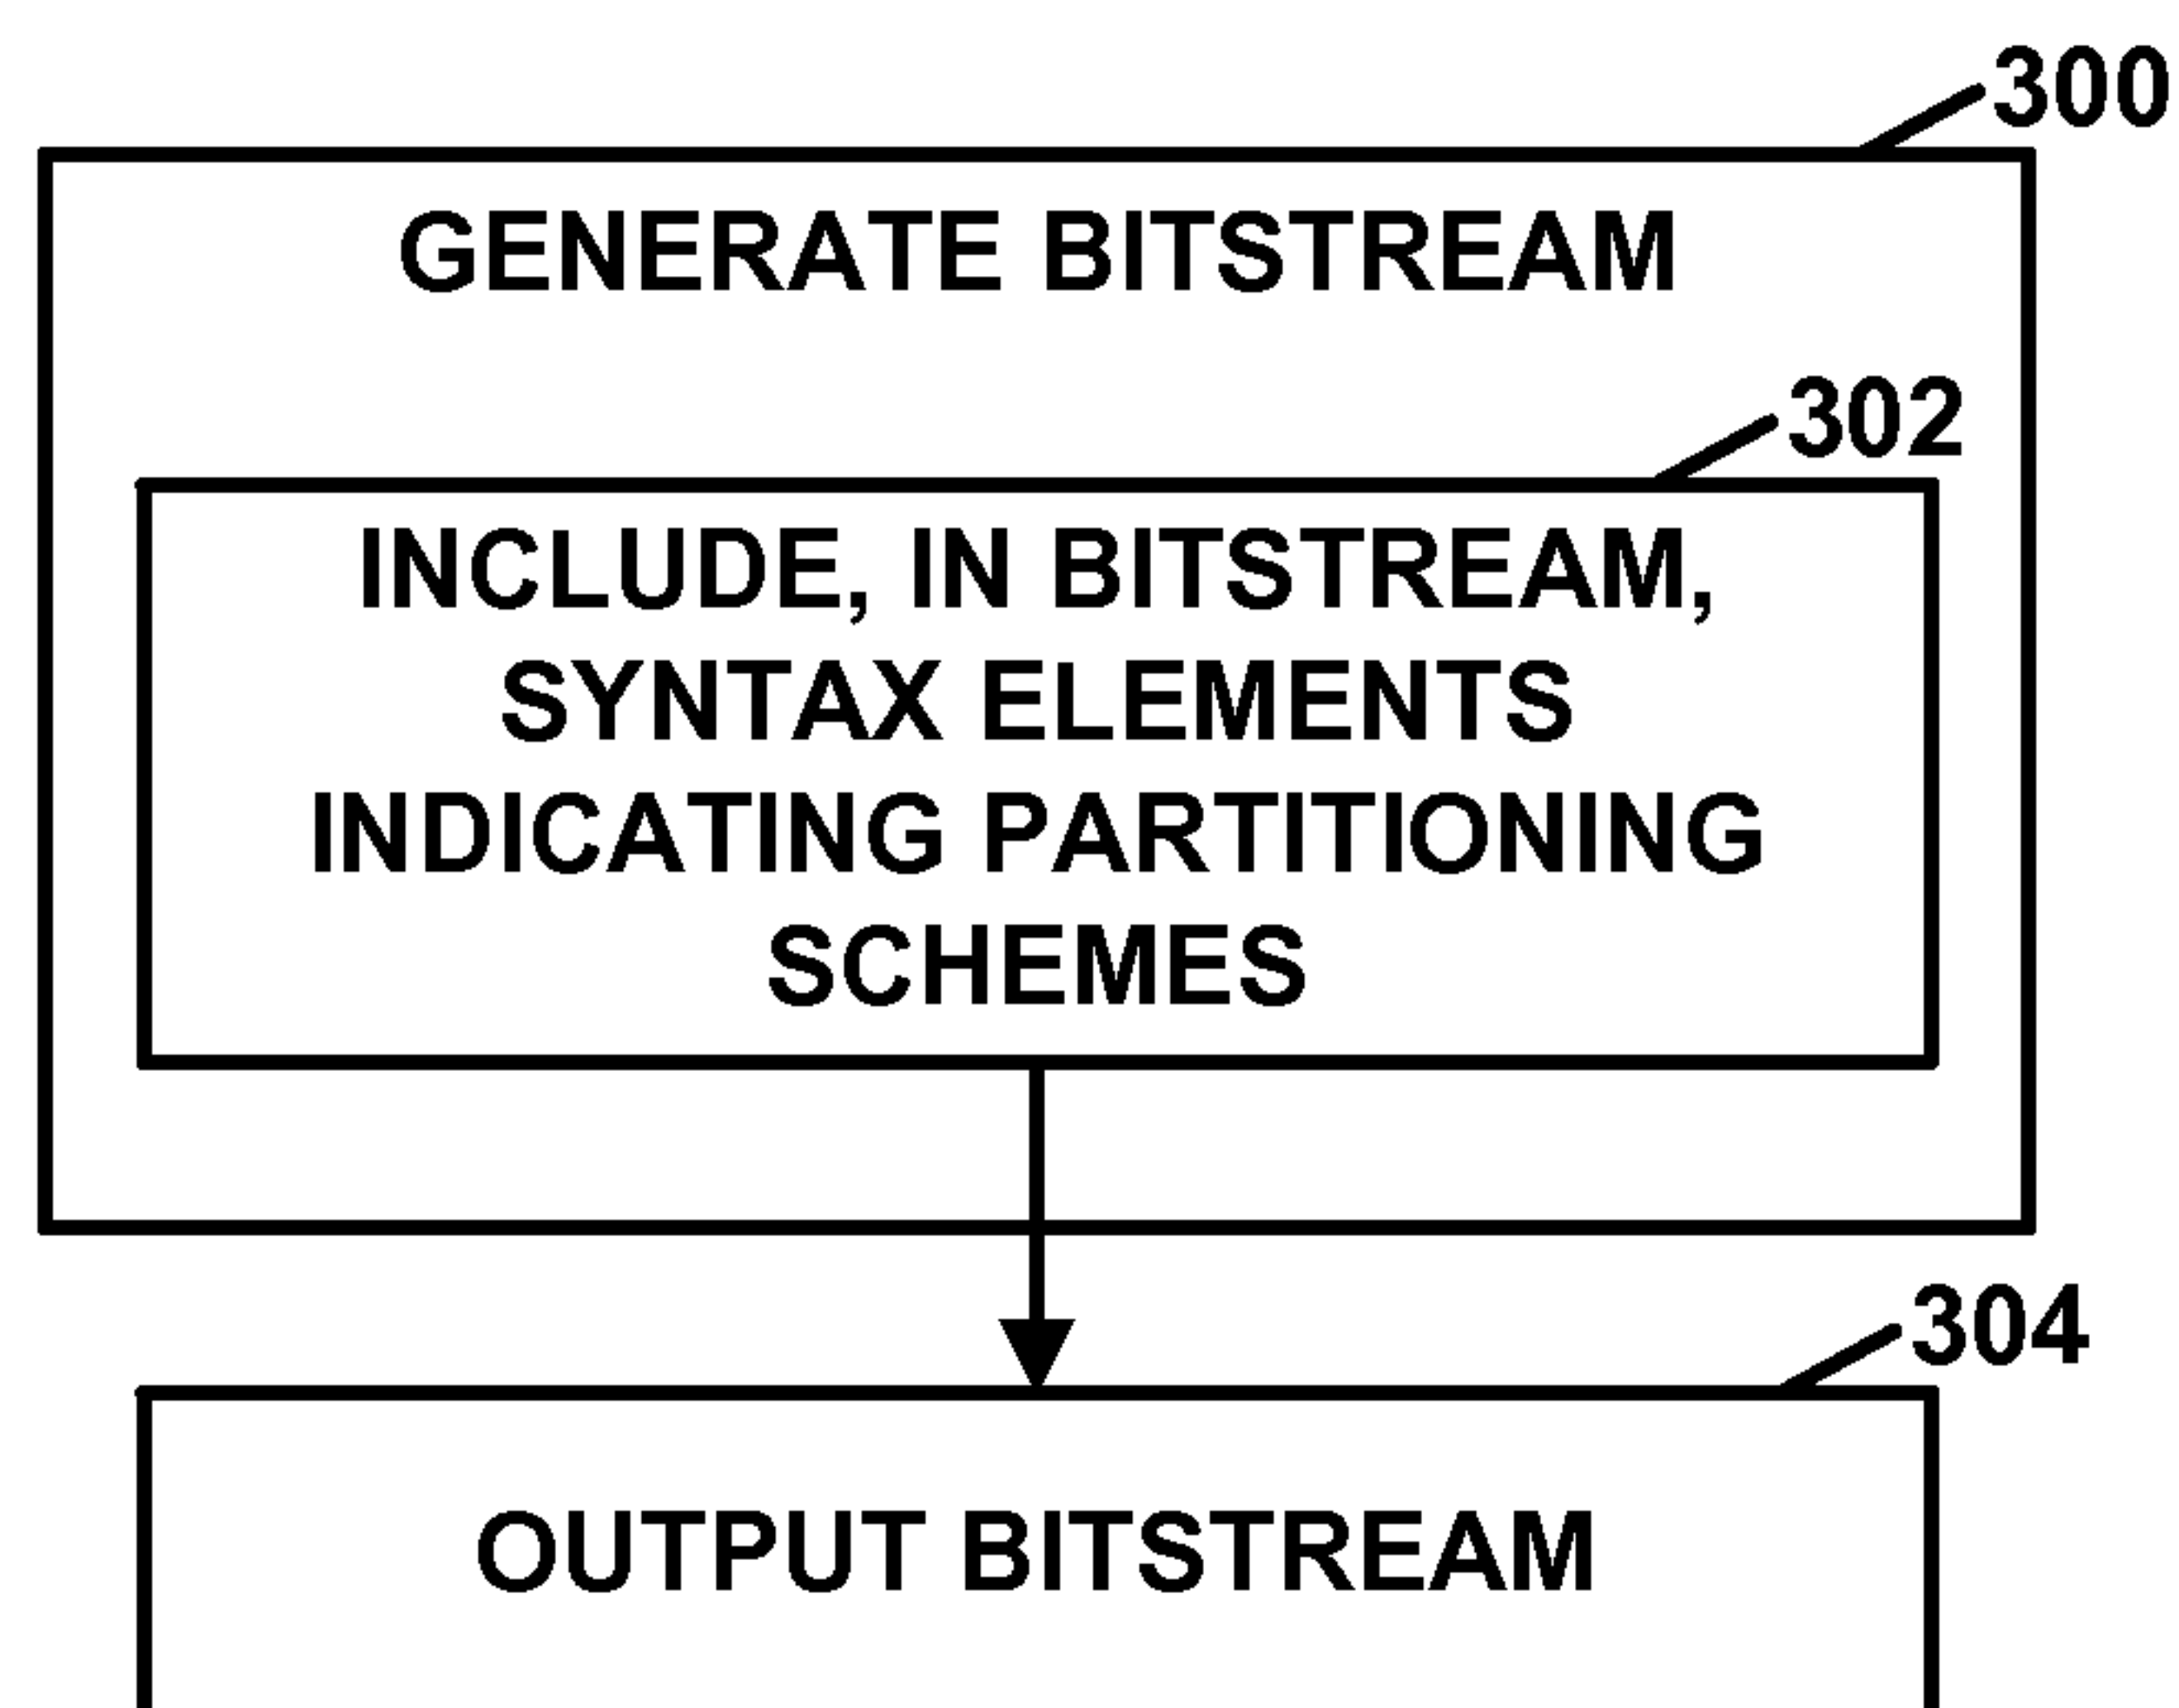 300
GENERATE BITSTREAM
302
INCLUDE, IN BITSTREAM,
SYNTAX ELEMENTS
INDICATING PARTITIONING
SCHEMES
304
OUTPUT BITSTREAM